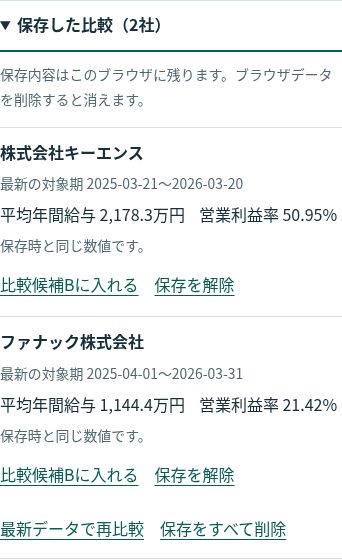 ▼ 保存した比較（2社）
保存内容はこのブラウザに残ります。ブラウザデータ
を削除すると消えます。
株式会社キーエンス
最新の対象期 2025-03-21〜2026-03-20
平均年間給与 2,178.3万円 営業利益率 50.95%
保存時と同じ数値です。
比較候補Bに入れる 保存を解除
ファナック株式会社
最新の対象期 2025-04-01〜2026-03-31
平均年間給与 1,144.4万円 営業利益率 21.42%
保存時と同じ数値です。
比較候補Bに入れる 保存を解除
最新データで再比較 保存をすべて削除